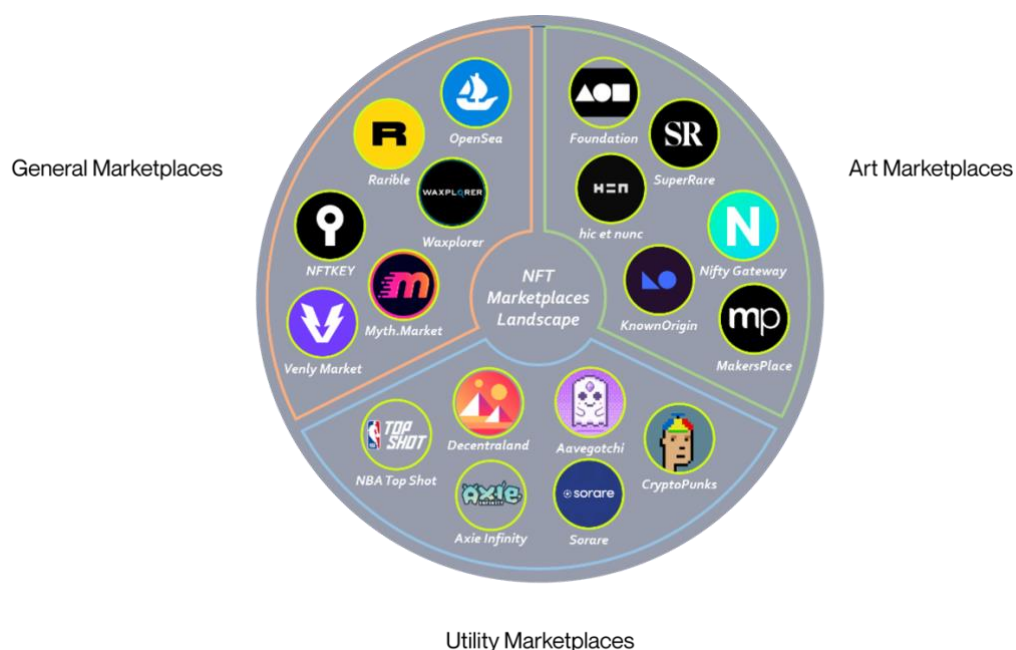 General Marketplaces
OpenSea
R
Rarible
WAXPLORER
Waxplorer
NFTKEY
m
Myth.Market
V
Venly Market
Foundation
SR
SuperRare
H=n
hic et nunc
N
Nifty Gateway
KnownOrigin
mp
MakersPlace
Art Marketplaces
NFT
Marketplaces
Landscape
TOP
SHOT
NBA Top Shot
Decentraland
Aavegotchi
CryptoPunks
AXIE
INFINITY
Axie Infinity
sorare
Sorare
Utility Marketplaces